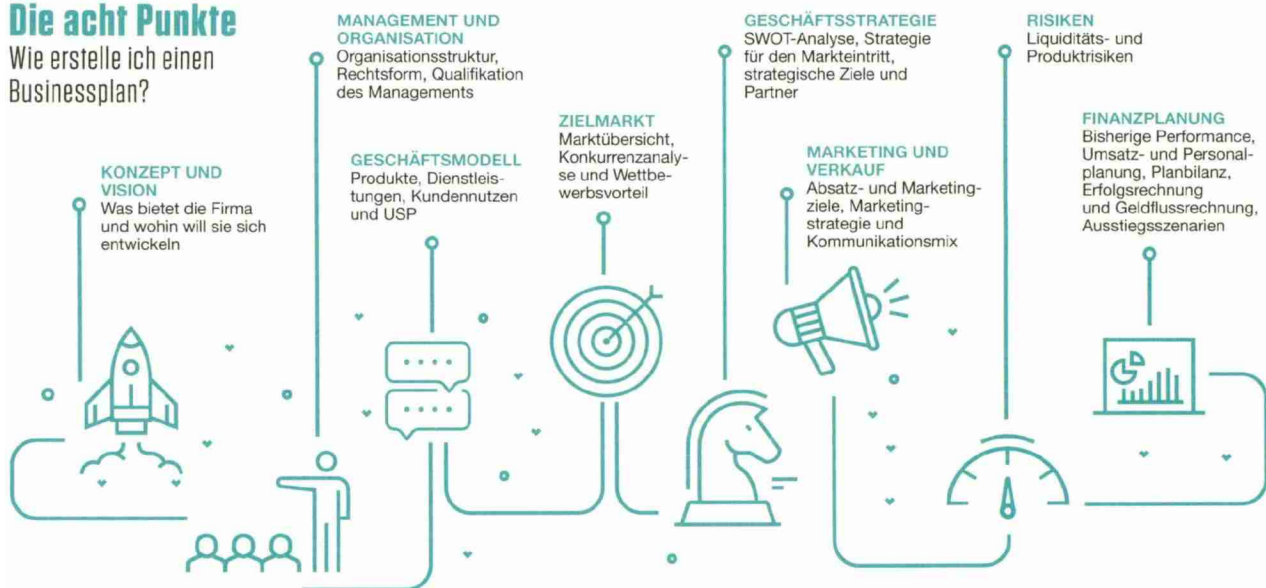 Die acht Punkte
Wie erstelle ich einen
Businessplan?
KONZEPT UND
VISION
Was bietet die Firma
und wohin will sie sich
entwickeln
MANAGEMENT UND
ORGANISATION
Organisationsstruktur,
Rechtsform, Qualifikation
des Managements
GESCHÄFTSMODELL
Produkte, Dienstleis-
tungen, Kundennutzen
und USP
ZIELMARKT
Marktübersicht,
Konkurrenzanaly-
se und Wettbe-
werbsvorteil
GESCHÄFTSSTRATEGIE
SWOT-Analyse, Strategie
für den Markteintritt,
strategische Ziele und
Partner
MARKETING UND
VERKAUF
Absatz- und Marketing-
ziele, Marketing-
strategie und
Kommunikationsmix
RISIKEN
Liquiditäts- und
Produktrisiken
FINANZPLANUNG
Bisherige Performance,
Umsatz- und Personal-
planung, Planbilanz,
Erfolgsrechnung
und Geldflussrechnung,
Ausstiegsszenarien